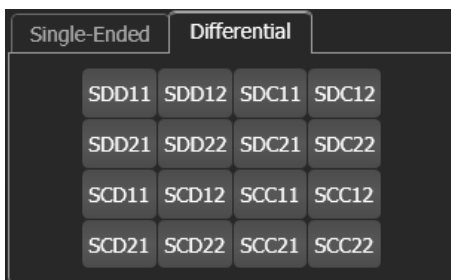 Single-Ended Differential
SDD11 SDD12 SDC11 SDC12
SDD21 SDD22 SDC21 SDC22
SCD11 SCD12 SCC11 SCC12
SCD21 SCD22 SCC21 SCC22